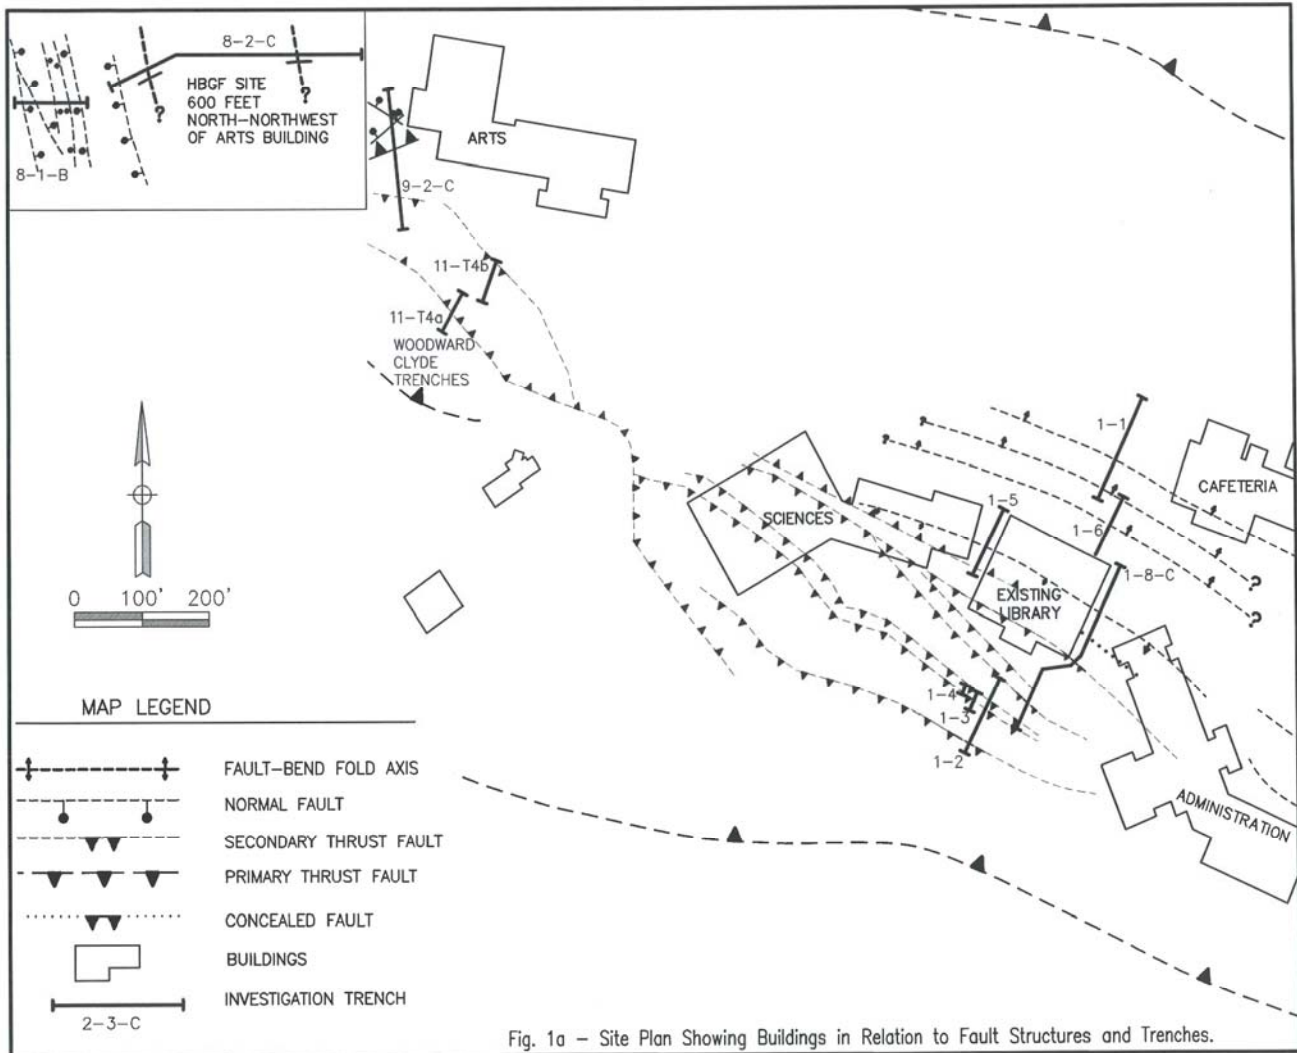 8-2-C
HBGF SITE
600 FEET
NORTH-NORTHWEST
OF ARTS BUILDING
?
?
8-1-B
ARTS
9-2-C
11-T4b
11-T4a
WOODWARD
CLYDE
TRENCHES
1-1
?
?
CAFETERIA
1-5
SCIENCES
1-6
1-8-C
EXISTING
LIBRARY
?
?
0 100' 200'
1-4
1-3
1-2
ADMINISTRATION
MAP LEGEND
FAULT-BEND FOLD AXIS
NORMAL FAULT
SECONDARY THRUST FAULT
PRIMARY THRUST FAULT
CONCEALED FAULT
BUILDINGS
INVESTIGATION TRENCH
2-3-C
Fig. 1a - Site Plan Showing Buildings in Relation to Fault Structures and Trenches.